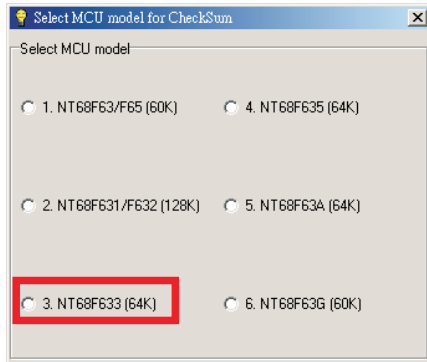 Select MCU model for CheckSum
Select MCU model
1. NT68F63/F65 (60K)
4. NT68F635 (64K)
2. NT68F631/F632 (128K)
5. NT68F63A (64K)
3. NT68F633 (64K)
6. NT68F63G (60K)